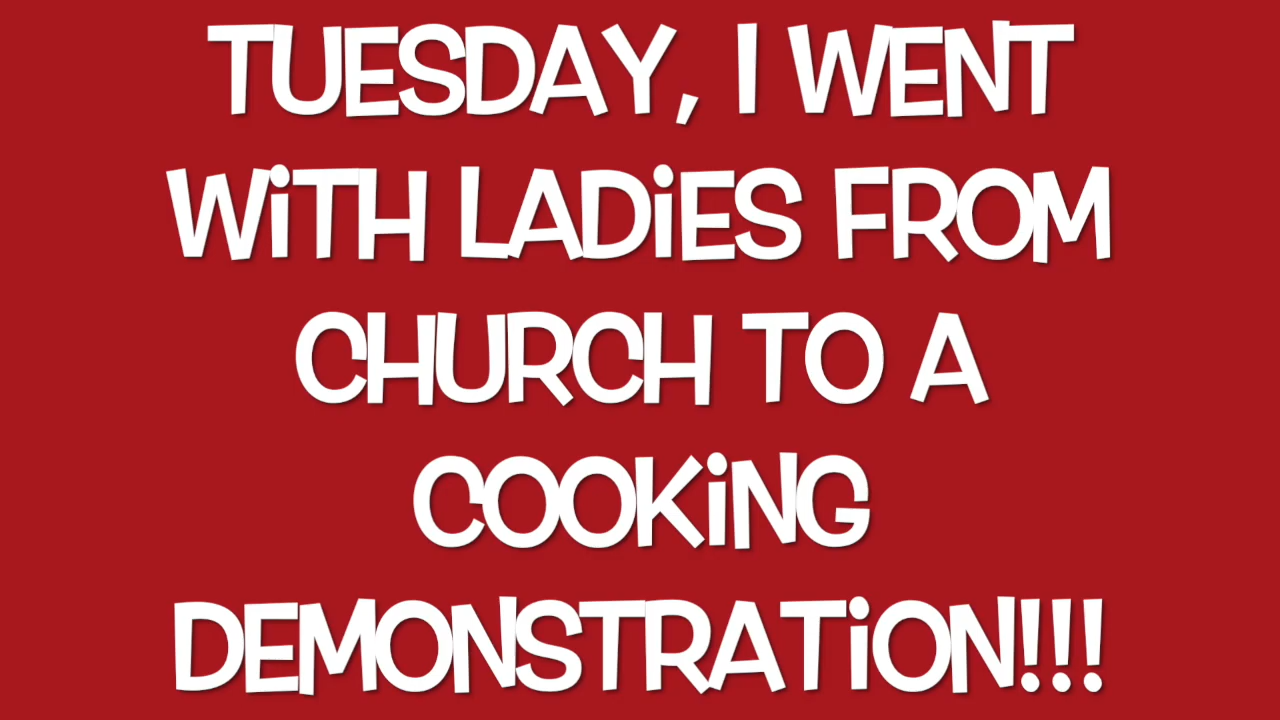 TUESDAY, I WENT
WiTH LADiES FROM
CHURCH TO A
COOKiNG
DEMONSTRATiON!!!